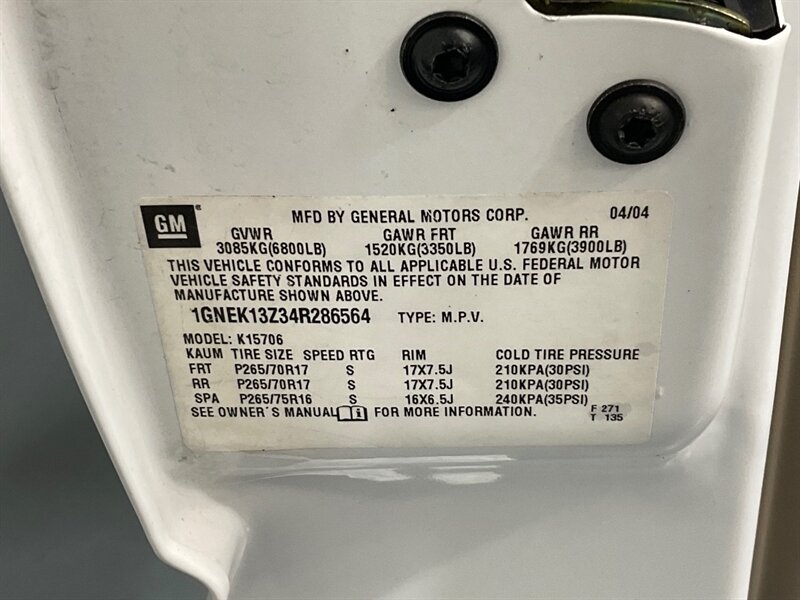 GM MFD BY GENERAL MOTORS CORP. 04/04
GVWR GAWR FRT GAWR RR
3085KG(6800LB) 1520KG(3350LB) 1769KG(3900LB)
THIS VEHICLE CONFORMS TO ALL APPLICABLE U.S. FEDERAL MOTOR
VEHICLE SAFETY STANDARDS IN EFFECT ON THE DATE OF
MANUFACTURE SHOWN ABOVE.
1GNEK13Z34R286564 TYPE: M.P.V.
MODEL: K15706
KAUM TIRE SIZE SPEED RTG RIM COLD TIRE PRESSURE
FRT P265/70R17 S 17X7.5J 210KPA(30PSI)
RR P265/70R17 S 17X7.5J 210KPA(30PSI)
SPA P265/75R16 S 16X6.5J 240KPA(35PSI)
SEE OWNER'S MANUAL FOR MORE INFORMATION.
F 271
T 135